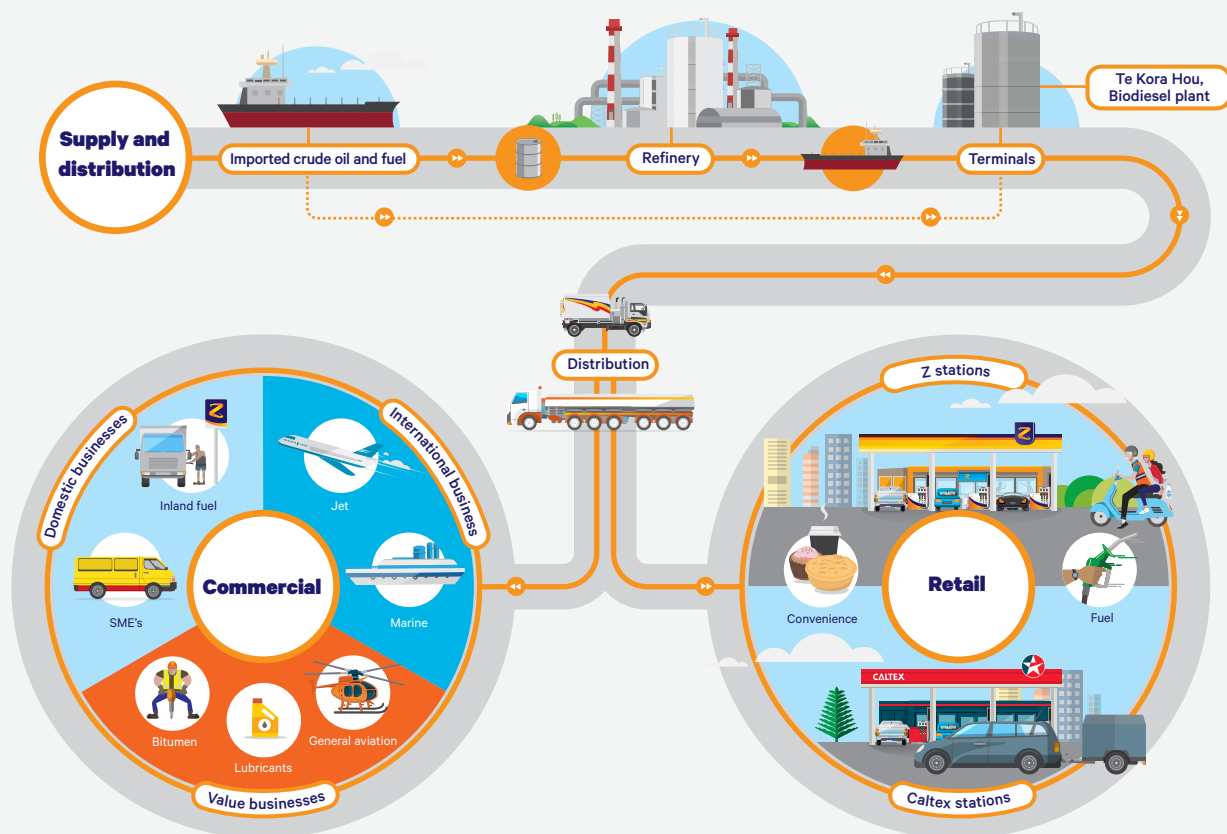 Te Kora Hou,
Biodiesel plant
Supply and
distribution
Imported crude oil and fuel
Refinery
Terminals
Distribution
Domestic businesses
International business
Z
Inland fuel
Jet
Commercial
SME's
Marine
Bitumen
Lubricants
General aviation
Value businesses
Z stations
Z
Z
Retail
Convenience
Fuel
CALTEX
Caltex stations